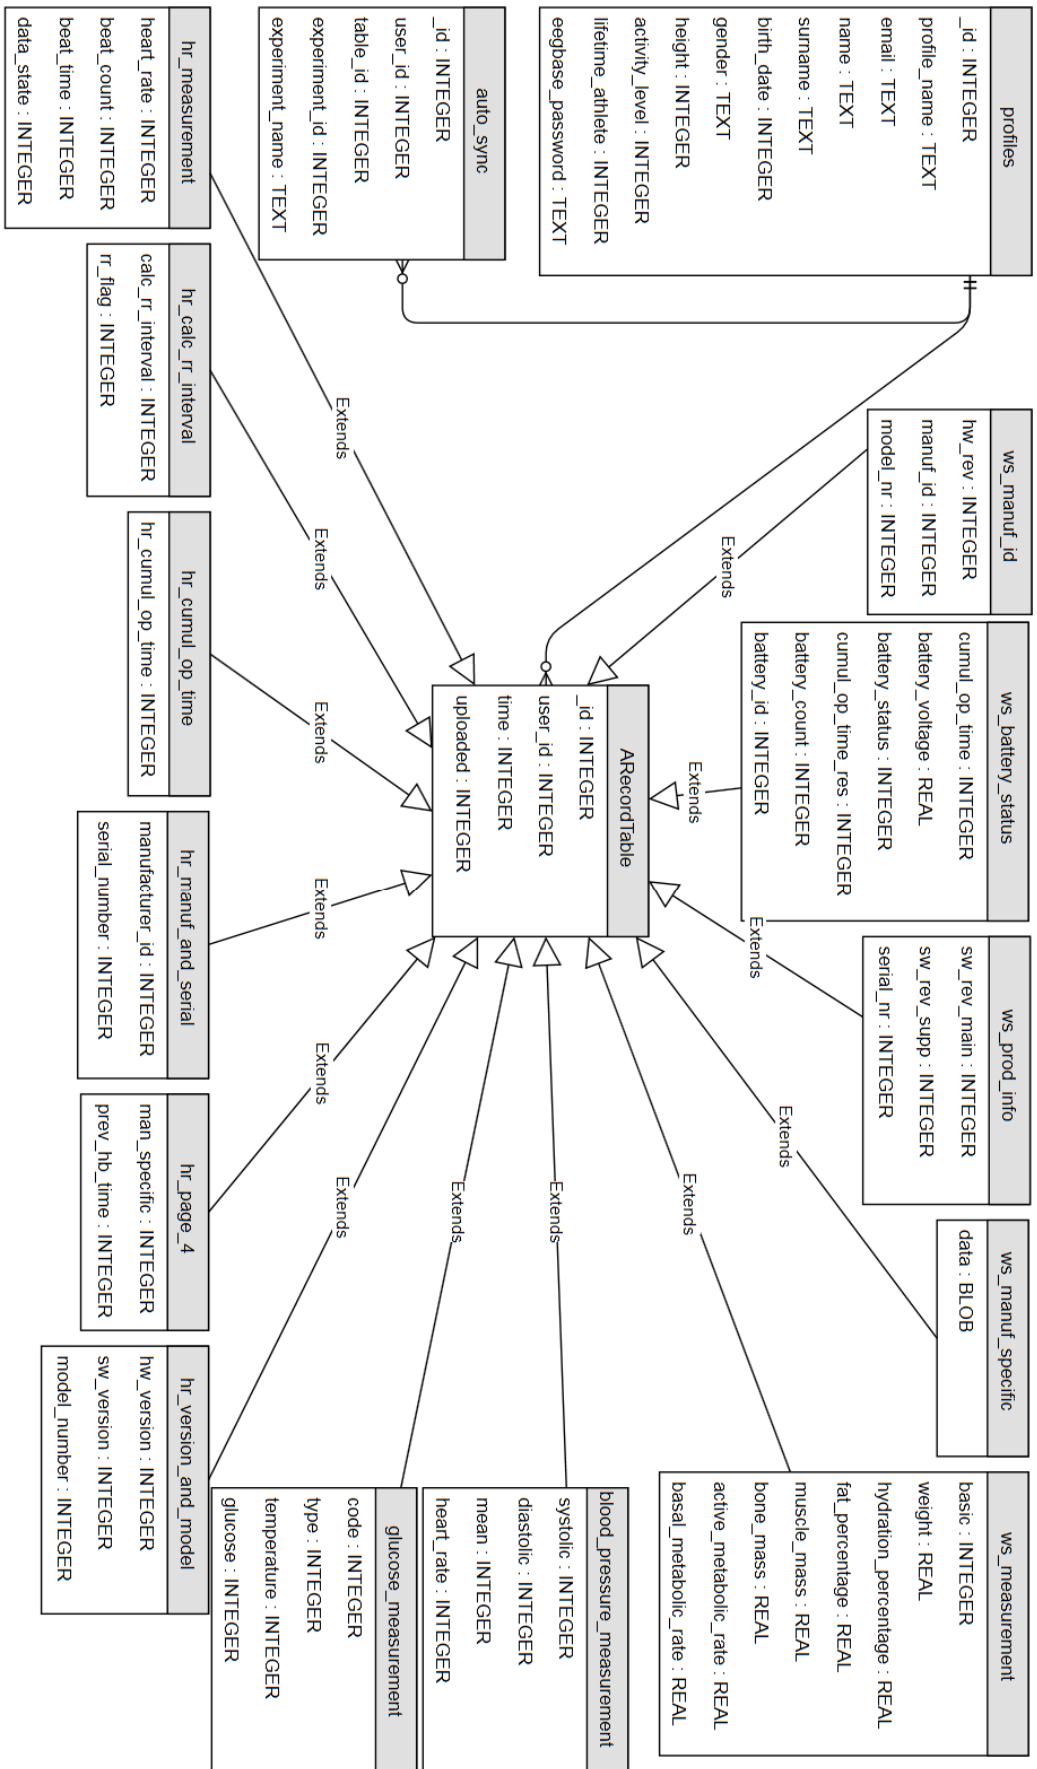 profiles
_id : INTEGER
profile_name : TEXT
email : TEXT
name : TEXT
surname : TEXT
birth_date : INTEGER
gender : TEXT
height : INTEGER
activity_level : INTEGER
lifetime_athlete : INTEGER
eegbase_password : TEXT
ws_manuf_id
hw_rev : INTEGER
manuf_id : INTEGER
model_nr : INTEGER
ws_battery_status
cumul_op_time : INTEGER
battery_voltage : REAL
battery_status : INTEGER
cumul_op_time_res : INTEGER
battery_count : INTEGER
battery_id : INTEGER
ws_prod_info
sw_rev_main : INTEGER
sw_rev_supp : INTEGER
serial_nr : INTEGER
ws_manuf_specific
data : BLOB
ws_measurement
basic : INTEGER
weight : REAL
hydration_percentage : REAL
fat_percentage : REAL
muscle_mass : REAL
bone_mass : REAL
active_metabolic_rate : REAL
basal_metabolic_rate : REAL
Extends
Extends
Extends
Extends
Extends
auto_sync
_id : INTEGER
user_id : INTEGER
table_id : INTEGER
experiment_id : INTEGER
experiment_name : TEXT
ARecordTable
_id : INTEGER
user_id : INTEGER
time : INTEGER
uploaded : INTEGER
blood_pressure_measurement
systolic : INTEGER
diastolic : INTEGER
mean : INTEGER
heart_rate : INTEGER
glucose_measurement
code : INTEGER
type : INTEGER
temperature : INTEGER
glucose : INTEGER
Extends
Extends
Extends
Extends
Extends
Extends
Extends
Extends
hr_measurement
heart_rate : INTEGER
beat_count : INTEGER
beat_time : INTEGER
data_state : INTEGER
hr_calc_rr_interval
calc_rr_interval : INTEGER
rr_flag : INTEGER
hr_cumul_op_time
hr_cumul_op_time : INTEGER
hr_manuf_and_serial
manufacturer_id : INTEGER
serial_number : INTEGER
hr_page_4
man_specific : INTEGER
prev_hb_time : INTEGER
hr_version_and_model
hw_version : INTEGER
sw_version : INTEGER
model_number : INTEGER